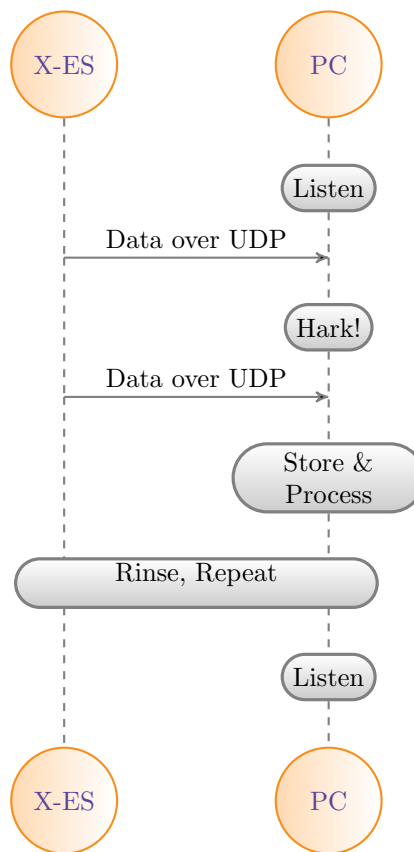 X-ES
PC
Listen
Data over UDP
Hark!
Data over UDP
Store &
Process
Rinse, Repeat
Listen
X-ES
PC